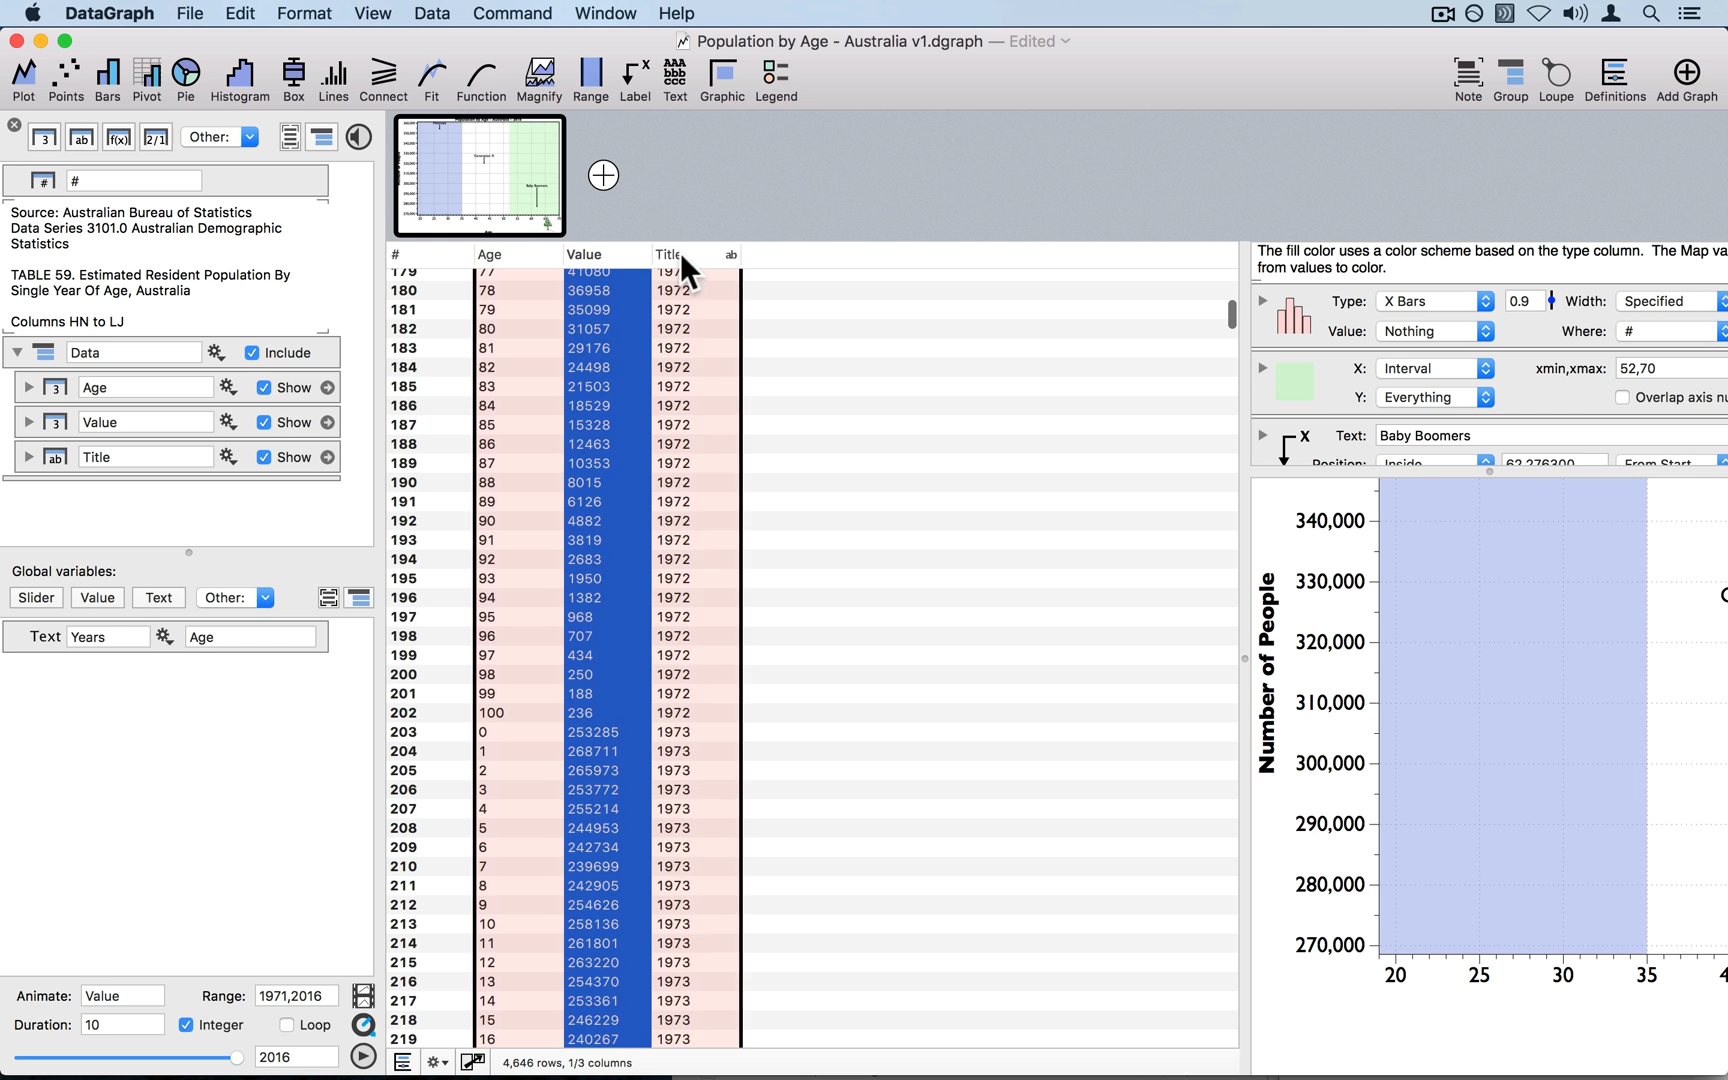 DataGraph File Edit Format View Data Command Window Help
Population by Age - Australia v1.dgraph — Edited
Plot Points Bars Pivot Pie Histogram Box Lines Connect Fit Function Magnify Range Label Text Graphic Legend Note Group Loupe Definitions Add Graph
Other:
# #
Source: Australian Bureau of Statistics
Data Series 3101.0 Australian Demographic
Statistics
TABLE 59. Estimated Resident Population By
Single Year Of Age, Australia
Columns HN to LJ
Data Include
3 Age Show
3 Value Show
ab Title Show
Global variables:
Slider Value Text Other:
Text Years Age
Animate: Value Range: 1971,2016
Duration: 10 Integer Loop
2016
# Age Value Title ab
179 77 41080
180 78 36958 1972
181 79 35099 1972
182 80 31057 1972
183 81 29176 1972
184 82 24498 1972
185 83 21503 1972
186 84 18529 1972
187 85 15328 1972
188 86 12463 1972
189 87 10353 1972
190 88 8015 1972
191 89 6126 1972
192 90 4882 1972
193 91 3819 1972
194 92 2683 1972
195 93 1950 1972
196 94 1382 1972
197 95 968 1972
198 96 707 1972
199 97 434 1972
200 98 250 1972
201 99 188 1972
202 100 236 1972
203 0 253285 1973
204 1 268711 1973
205 2 265973 1973
206 3 253772 1973
207 4 255214 1973
208 5 244953 1973
209 6 242734 1973
210 7 239699 1973
211 8 242905 1973
212 9 254626 1973
213 10 258136 1973
214 11 261801 1973
215 12 263220 1973
216 13 254370 1973
217 14 253361 1973
218 15 246229 1973
219 16 240267 1973
4,646 rows, 1/3 columns
The fill color uses a color scheme based on the type column. The Map va
from values to color.
Type: X Bars 0.9 Width: Specified
Value: Nothing Where: #
X: Interval xmin,xmax: 52,70
Y: Everything Overlap axis nu
Text: Baby Boomers
Position: Inside 62.276300 From Start
Number of People
340,000
330,000
320,000
310,000
300,000
290,000
280,000
270,000
20 25 30 35 4